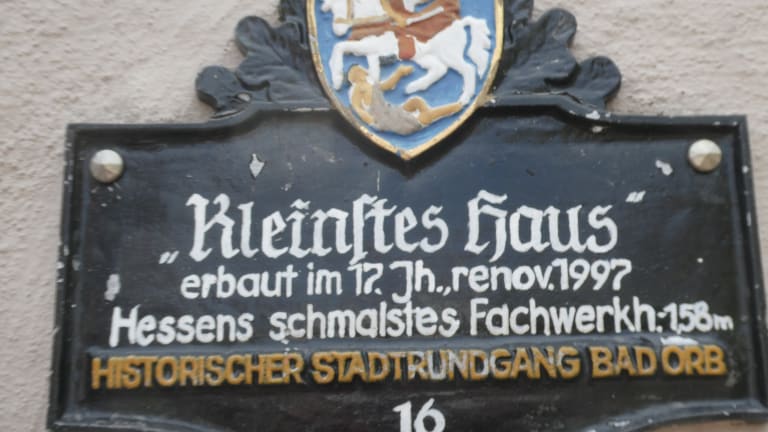 „Kleinstes Haus“
erbaut im 17. Jh., renov. 1997
Hessens schmalstes Fachwerkh. 1,58m
HISTORISCHER STADTRUNDGANG BAD ORB
16